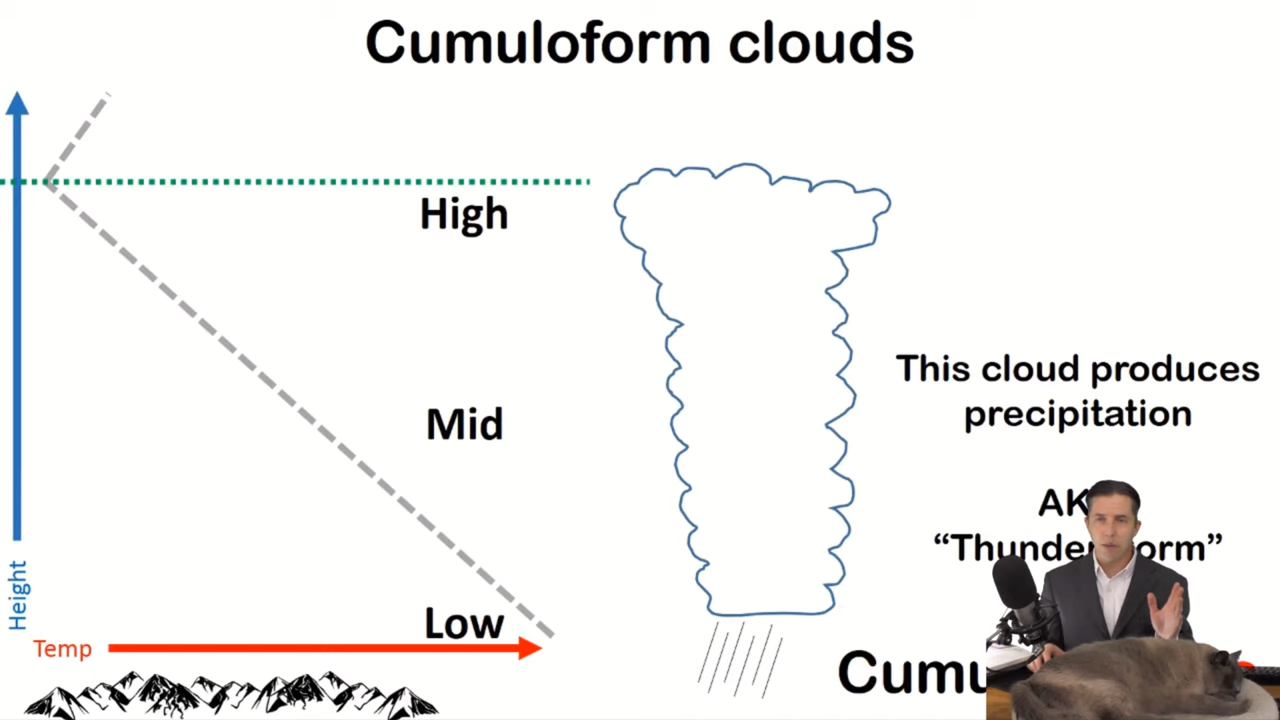 Cumuloform clouds
High
Mid
Low
Height
Temp
This cloud produces
precipitation